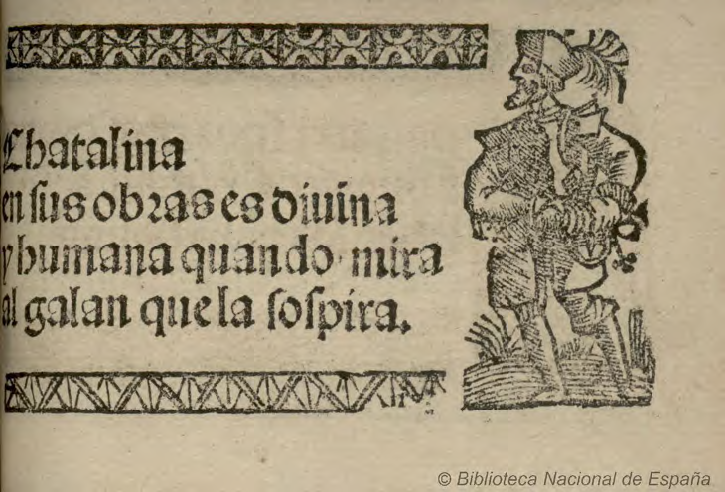 Chatalina
en sus obras es diuina
y humana quando mira
al galan que la sospira.
© Biblioteca Nacional de España